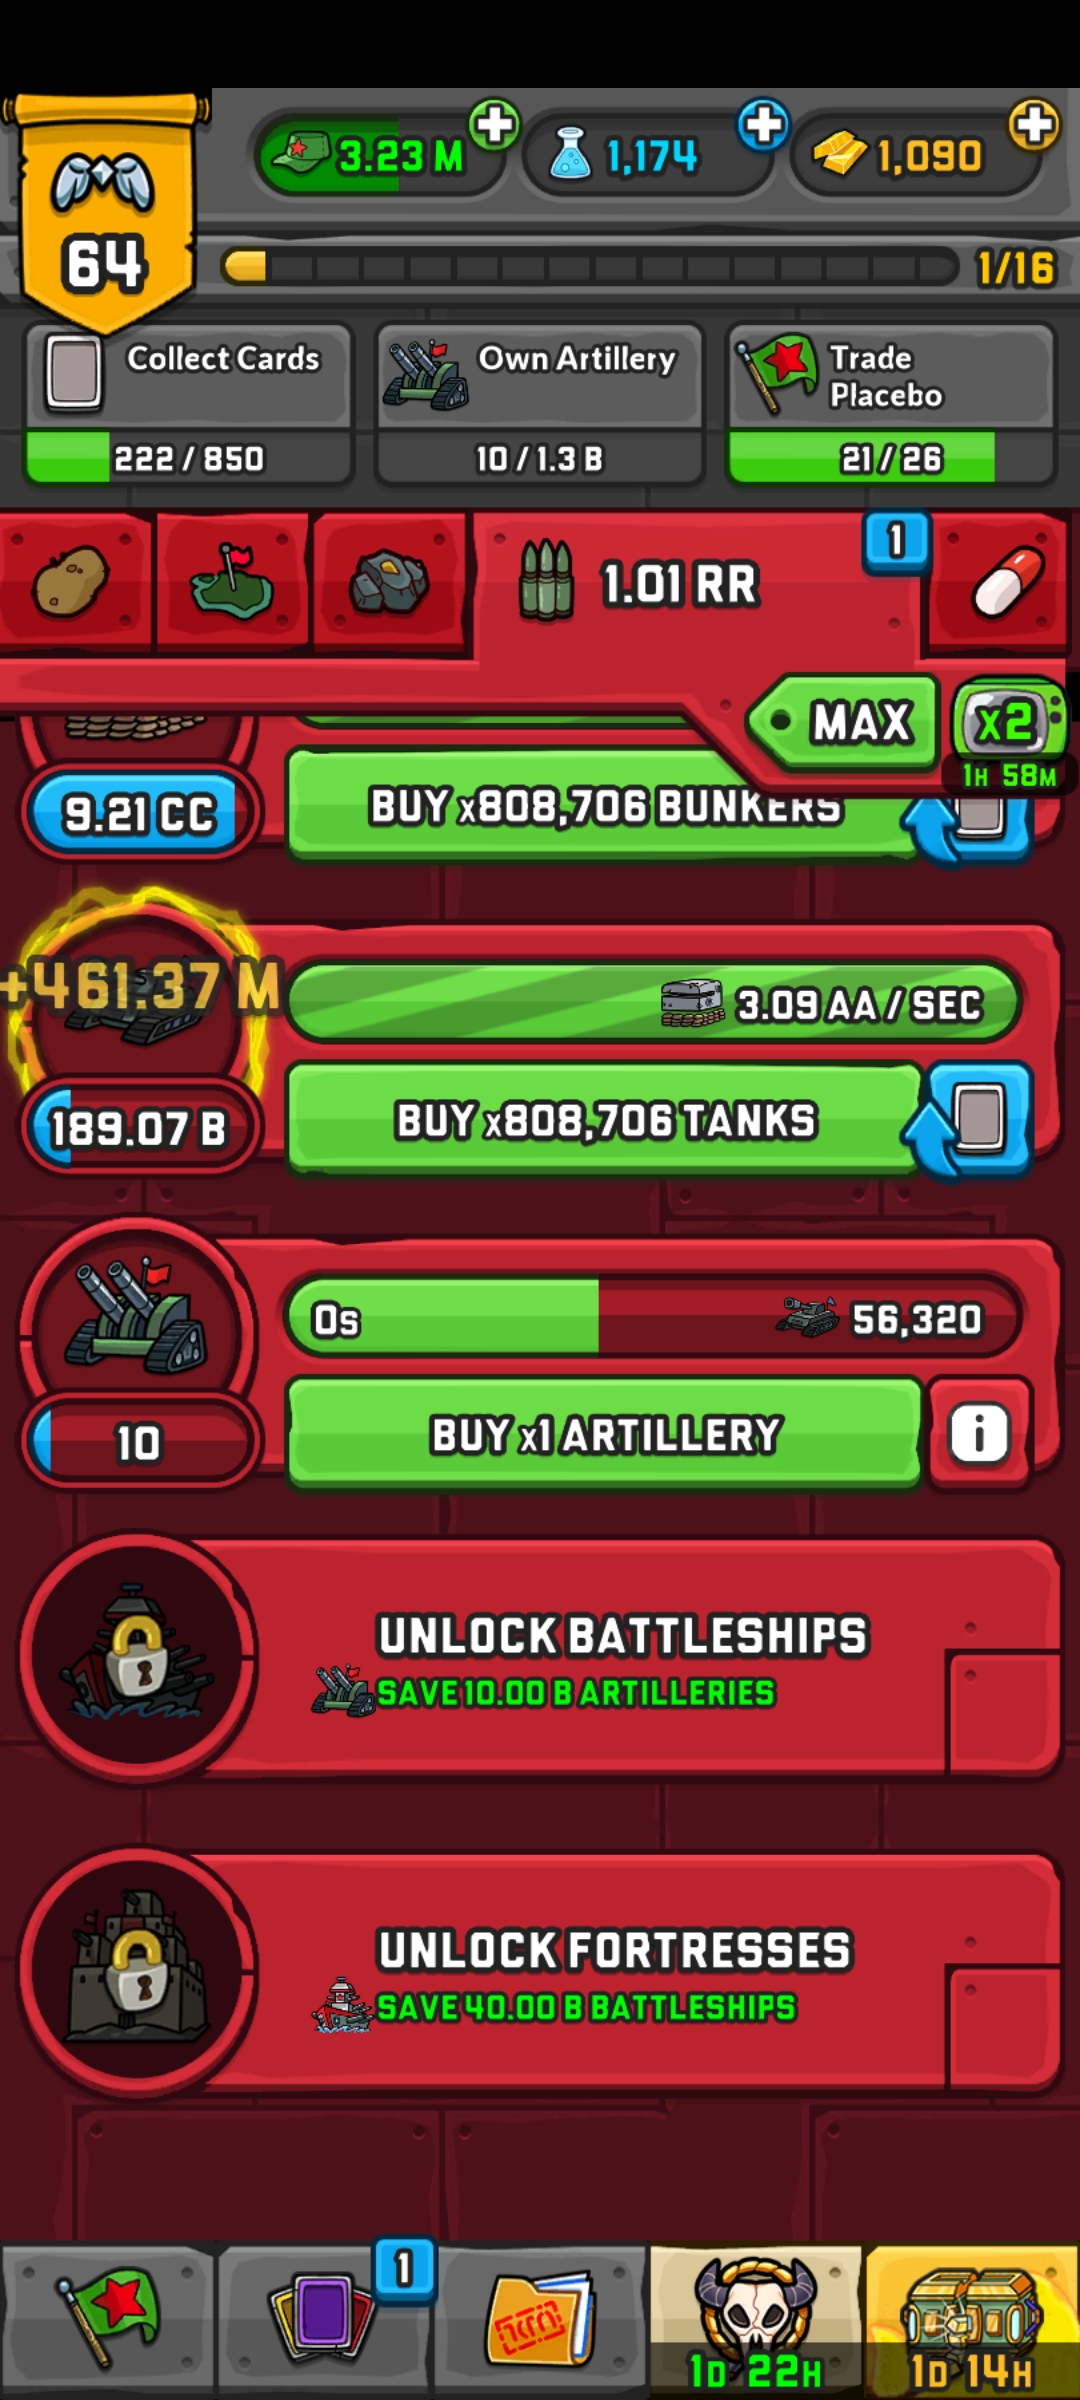 3.23 M
1,174
1,090
64
1/16
Collect Cards
222 / 850
Own Artillery
10 / 1.3 B
Trade
Placebo
21 / 26
1.01 RR
1
MAX
x2
1H 58M
9.21 CC
BUY x808,706 BUNKERS
+461.37 M
3.09 AA / SEC
189.07 B
BUY x808,706 TANKS
0s
56,320
10
BUY x1 ARTILLERY
i
UNLOCK BATTLESHIPS
SAVE 10.00 B ARTILLERIES
UNLOCK FORTRESSES
SAVE 40.00 B BATTLESHIPS
1
1D 22H
1D 14H